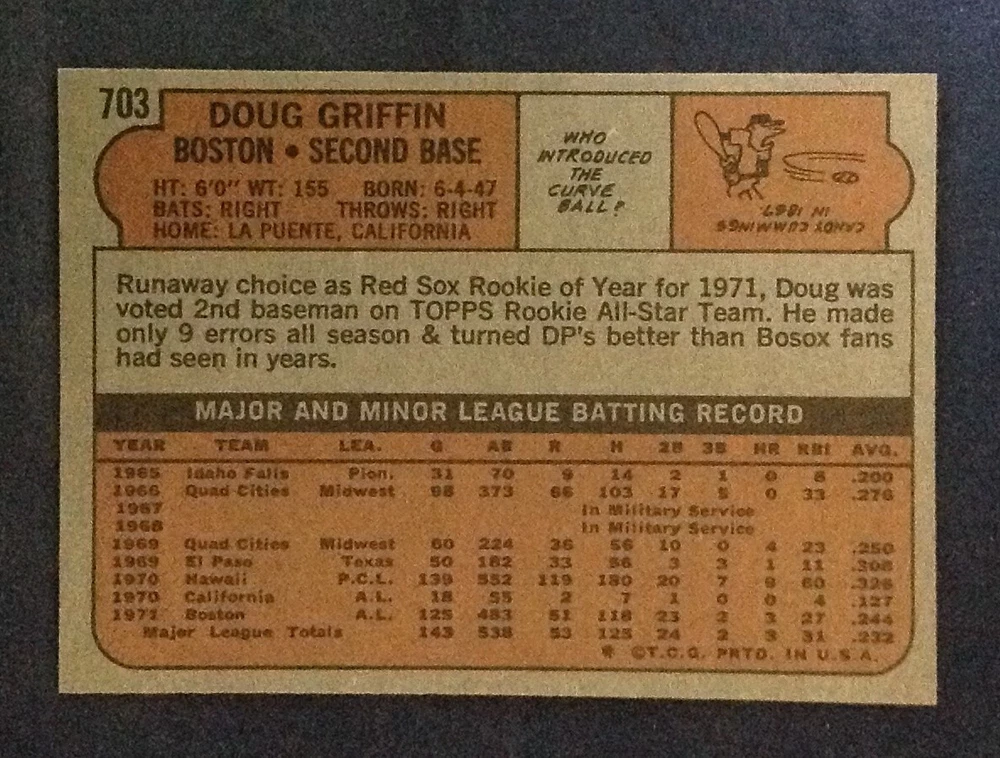 703
DOUG GRIFFIN
BOSTON • SECOND BASE
HT: 6'0" WT: 155 BORN: 6-4-47
BATS: RIGHT THROWS: RIGHT
HOME: LA PUENTE, CALIFORNIA
WHO
INTRODUCED
THE
CURVE
BALL?
CANDY CUMMINGS
IN 1867.
Runaway choice as Red Sox Rookie of Year for 1971, Doug was
voted 2nd baseman on TOPPS Rookie All-Star Team. He made
only 9 errors all season & turned DP's better than Bosox fans
had seen in years.
MAJOR AND MINOR LEAGUE BATTING RECORD
YEAR TEAM LEA. G AB R H 2B 3B HR RBI AVG.
1965 Idaho Falls Pion. 31 70 9 14 2 1 0 8 .200
1966 Quad Cities Midwest 98 373 66 103 17 5 0 33 .276
1967 In Military Service
1968 In Military Service
1969 Quad Cities Midwest 60 224 36 56 10 0 4 23 .250
1969 El Paso Texas 50 182 33 56 3 3 1 11 .308
1970 Hawaii P.C.L. 139 552 119 180 20 7 9 60 .326
1970 California A.L. 18 55 2 7 1 0 0 4 .127
1971 Boston A.L. 125 483 51 118 23 2 3 27 .244
Major League Totals 143 538 53 125 24 2 3 31 .232
* ©T.C.G. PRTD. IN U.S.A.